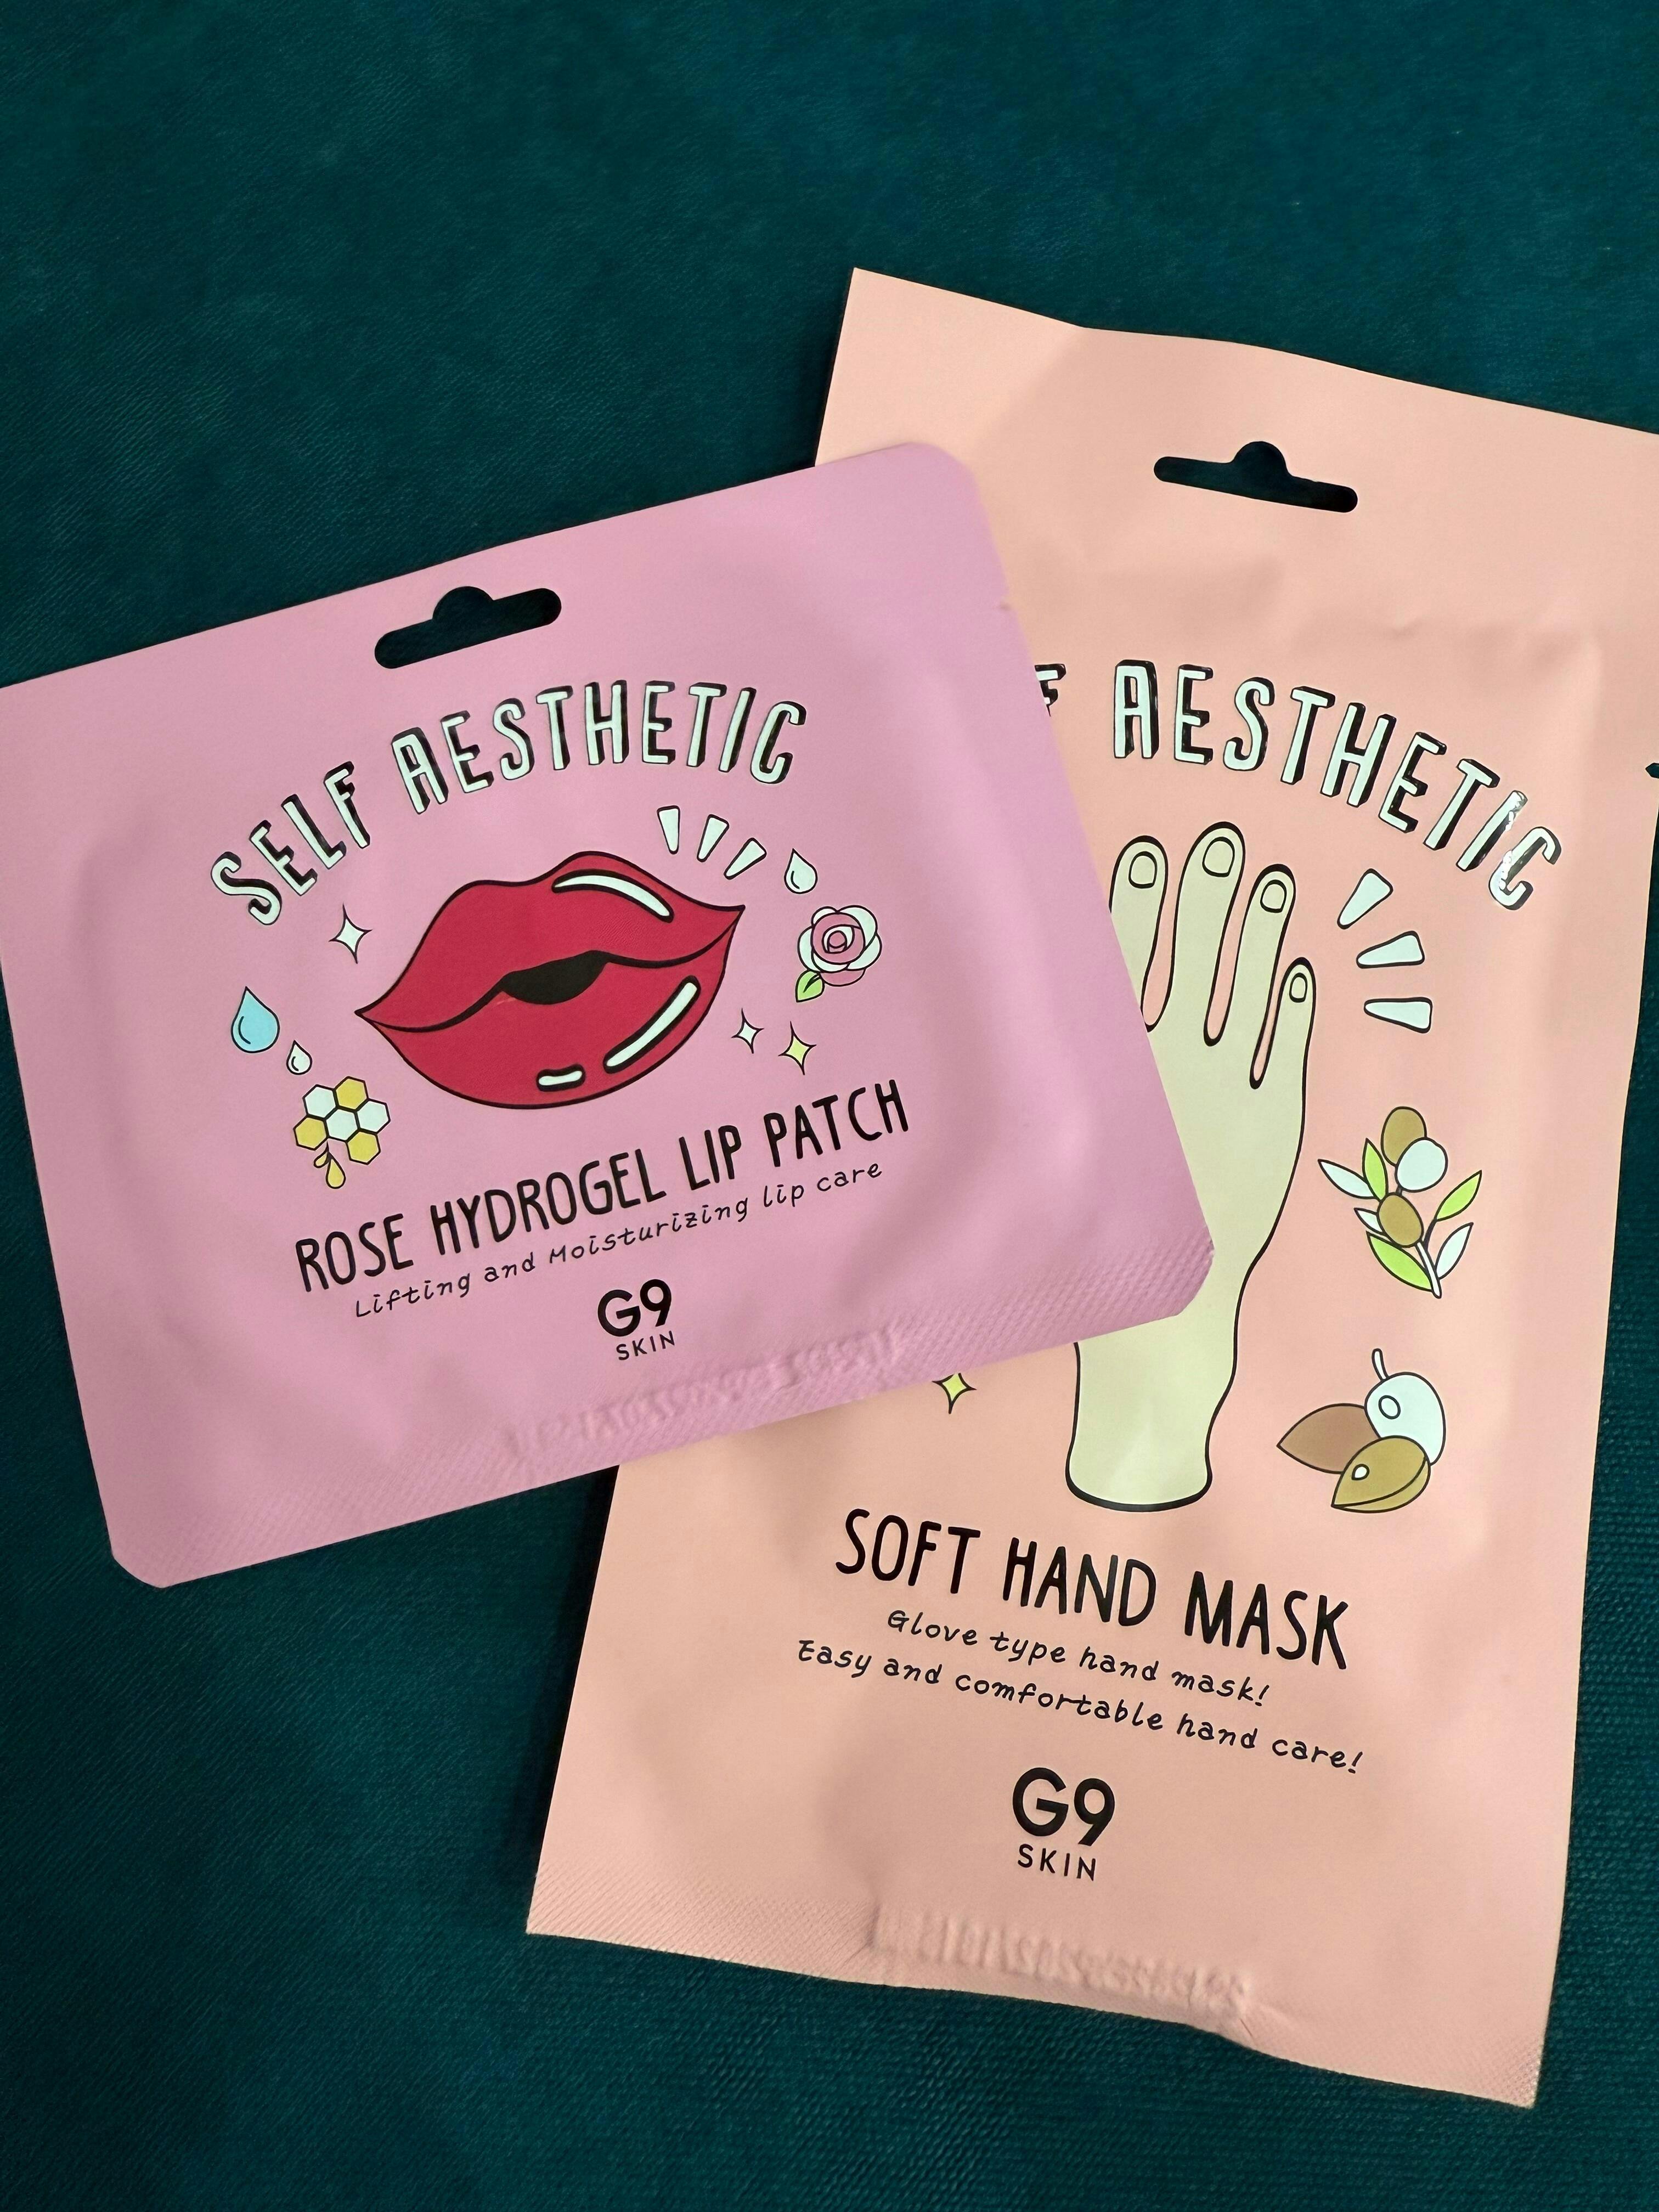 SELF AESTHETIC
ROSE HYDROGEL LIP PATCH
Lifting and Moisturizing lip care
G9
SKIN
AESTHETIC
SOFT HAND MASK
Glove type hand mask!
Easy and comfortable hand care!
G9
SKIN